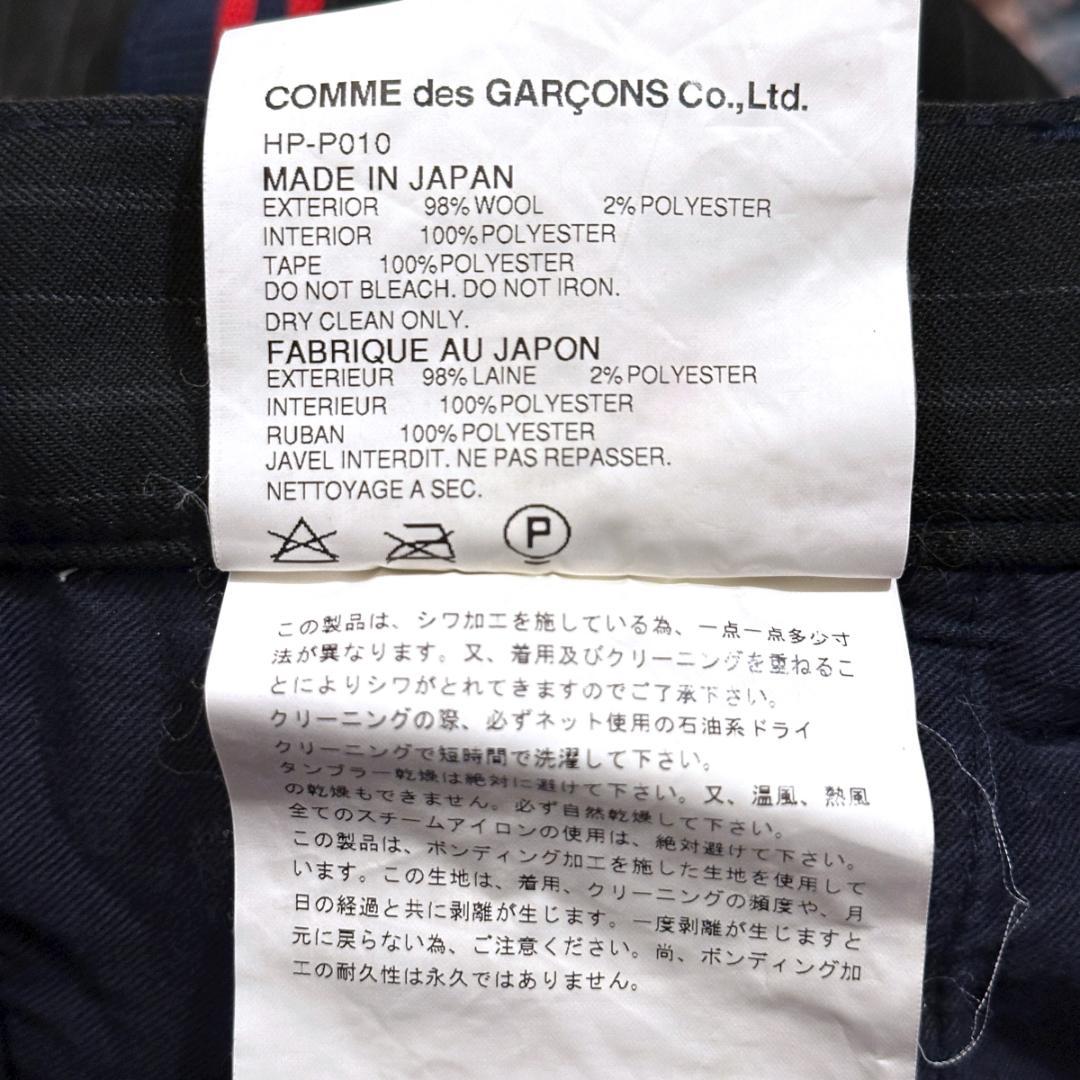 COMME des GARÇONS Co.,Ltd.
HP-P010
MADE IN JAPAN
EXTERIOR 98% WOOL 2% POLYESTER
INTERIOR 100% POLYESTER
TAPE 100% POLYESTER
DO NOT BLEACH. DO NOT IRON.
DRY CLEAN ONLY.
FABRIQUE AU JAPON
EXTERIEUR 98% LAINE 2% POLYESTER
INTERIEUR 100% POLYESTER
RUBAN 100% POLYESTER
JAVEL INTERDIT. NE PAS REPASSER.
NETTOYAGE A SEC.
P
この製品は、シワ加工を施している為、一点一点多少寸
法が異なります。又、着用及びクリーニングを重ねるこ
とによりシワがとれてきますのでご了承下さい。
クリーニングの際、必ずネット使用の石油系ドライ
クリーニングで短時間で洗濯して下さい。
タンブラー乾燥は絶対に避けて下さい。又、温風、熱風
の乾燥もできません。必ず自然乾燥して下さい。
全てのスチームアイロンの使用は、絶対避けて下さい。
この製品は、ボンディング加工を施した生地を使用して
います。この生地は、着用、クリーニングの頻度や、月
日の経過と共に剥離が生じます。一度剥離が生じますと
元に戻らない為、ご注意ください。尚、ボンディング加
工の耐久性は永久ではありません。